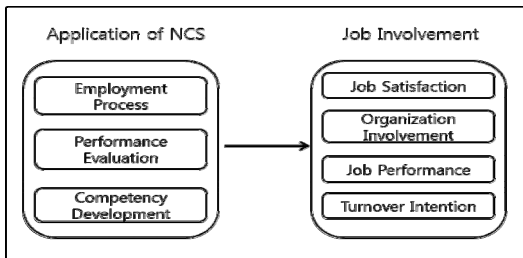 Application of NCS
Employment
Process
Performance
Evaluation
Competency
Development
Job Involvement
Job Satisfaction
Organization
Involvement
Job Performance
Turnover Intention